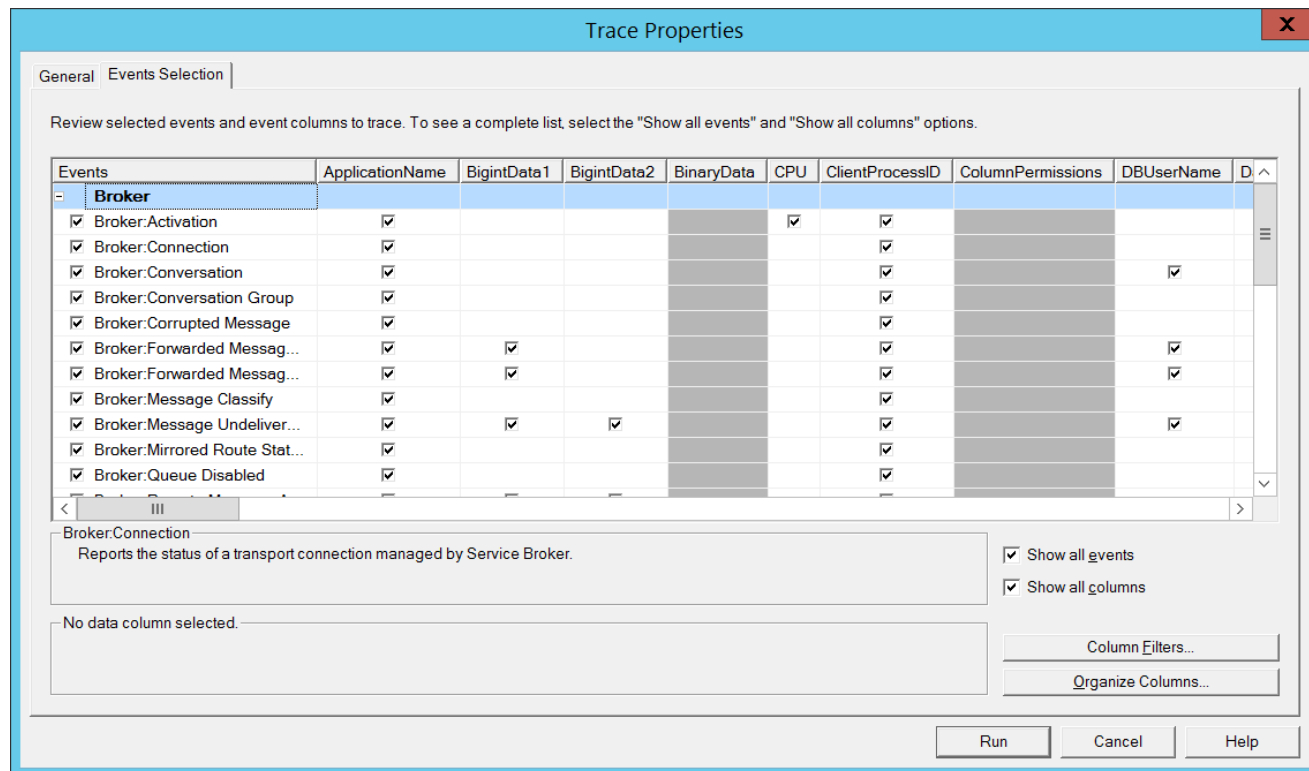 Trace Properties
X
General Events Selection
Review selected events and event columns to trace. To see a complete list, select the "Show all events" and "Show all columns" options.
Events ApplicationName BigintData1 BigintData2 BinaryData CPU ClientProcessID ColumnPermissions DBUserName
Broker
Broker:Activation
Broker:Connection
Broker:Conversation
Broker:Conversation Group
Broker:Corrupted Message
Broker:Forwarded Messag...
Broker:Forwarded Messag...
Broker:Message Classify
Broker:Message Undeliver...
Broker:Mirrored Route Stat...
Broker:Queue Disabled
Broker:Connection
Reports the status of a transport connection managed by Service Broker.
Show all events
Show all columns
No data column selected.
Column Filters...
Organize Columns...
Run Cancel Help